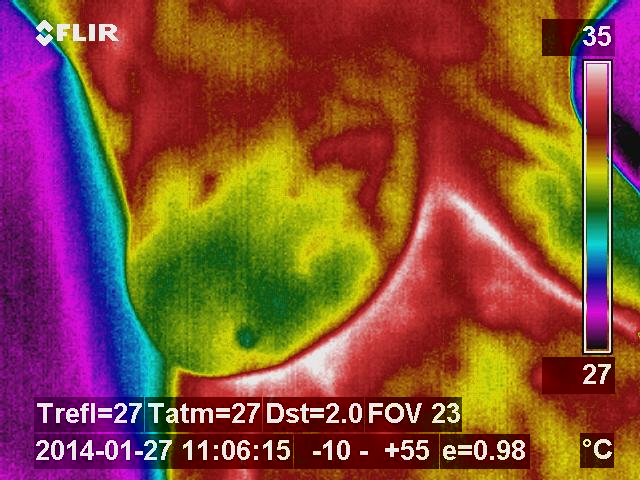 FLIR
35
27
Trefl=27 Tatm=27 Dst=2.0 FOV 23
2014-01-27 11:06:15 -10 - +55 e=0.98 °C